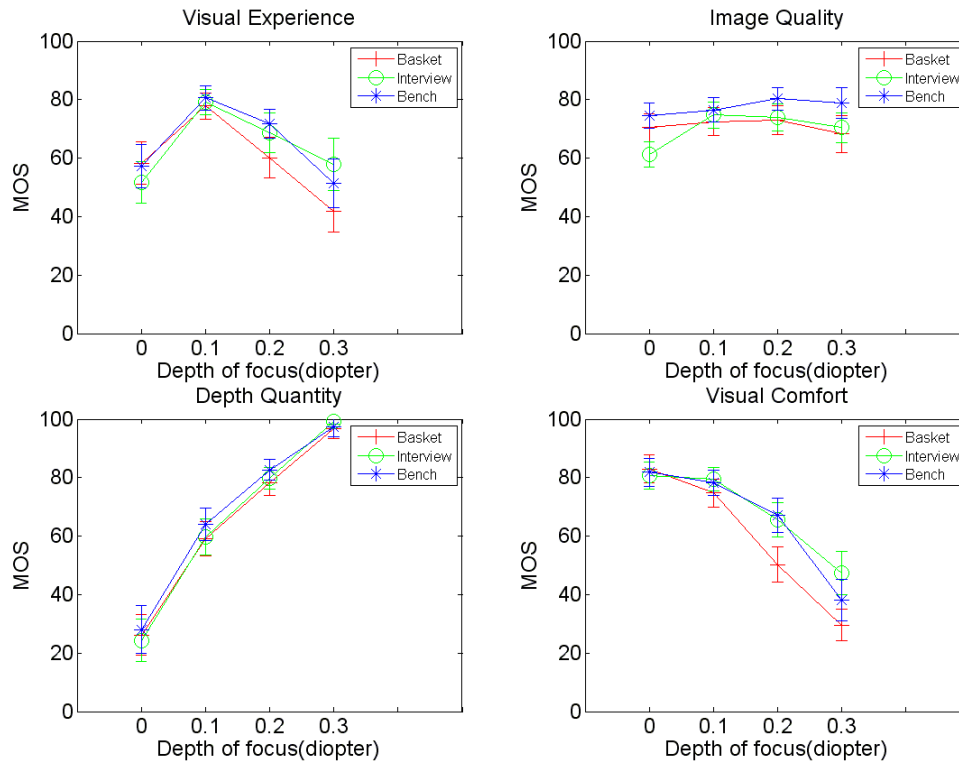 Visual Experience
100
80
60
40
20
0
MOS
Basket
Interview
Bench
0 0.1 0.2 0.3
Depth of focus(diopter)
Image Quality
100
80
60
40
20
0
MOS
Basket
Interview
Bench
0 0.1 0.2 0.3
Depth of focus(diopter)
Depth Quantity
100
80
60
40
20
0
MOS
Basket
Interview
Bench
0 0.1 0.2 0.3
Depth of focus(diopter)
Visual Comfort
100
80
60
40
20
0
MOS
Basket
Interview
Bench
0 0.1 0.2 0.3
Depth of focus(diopter)